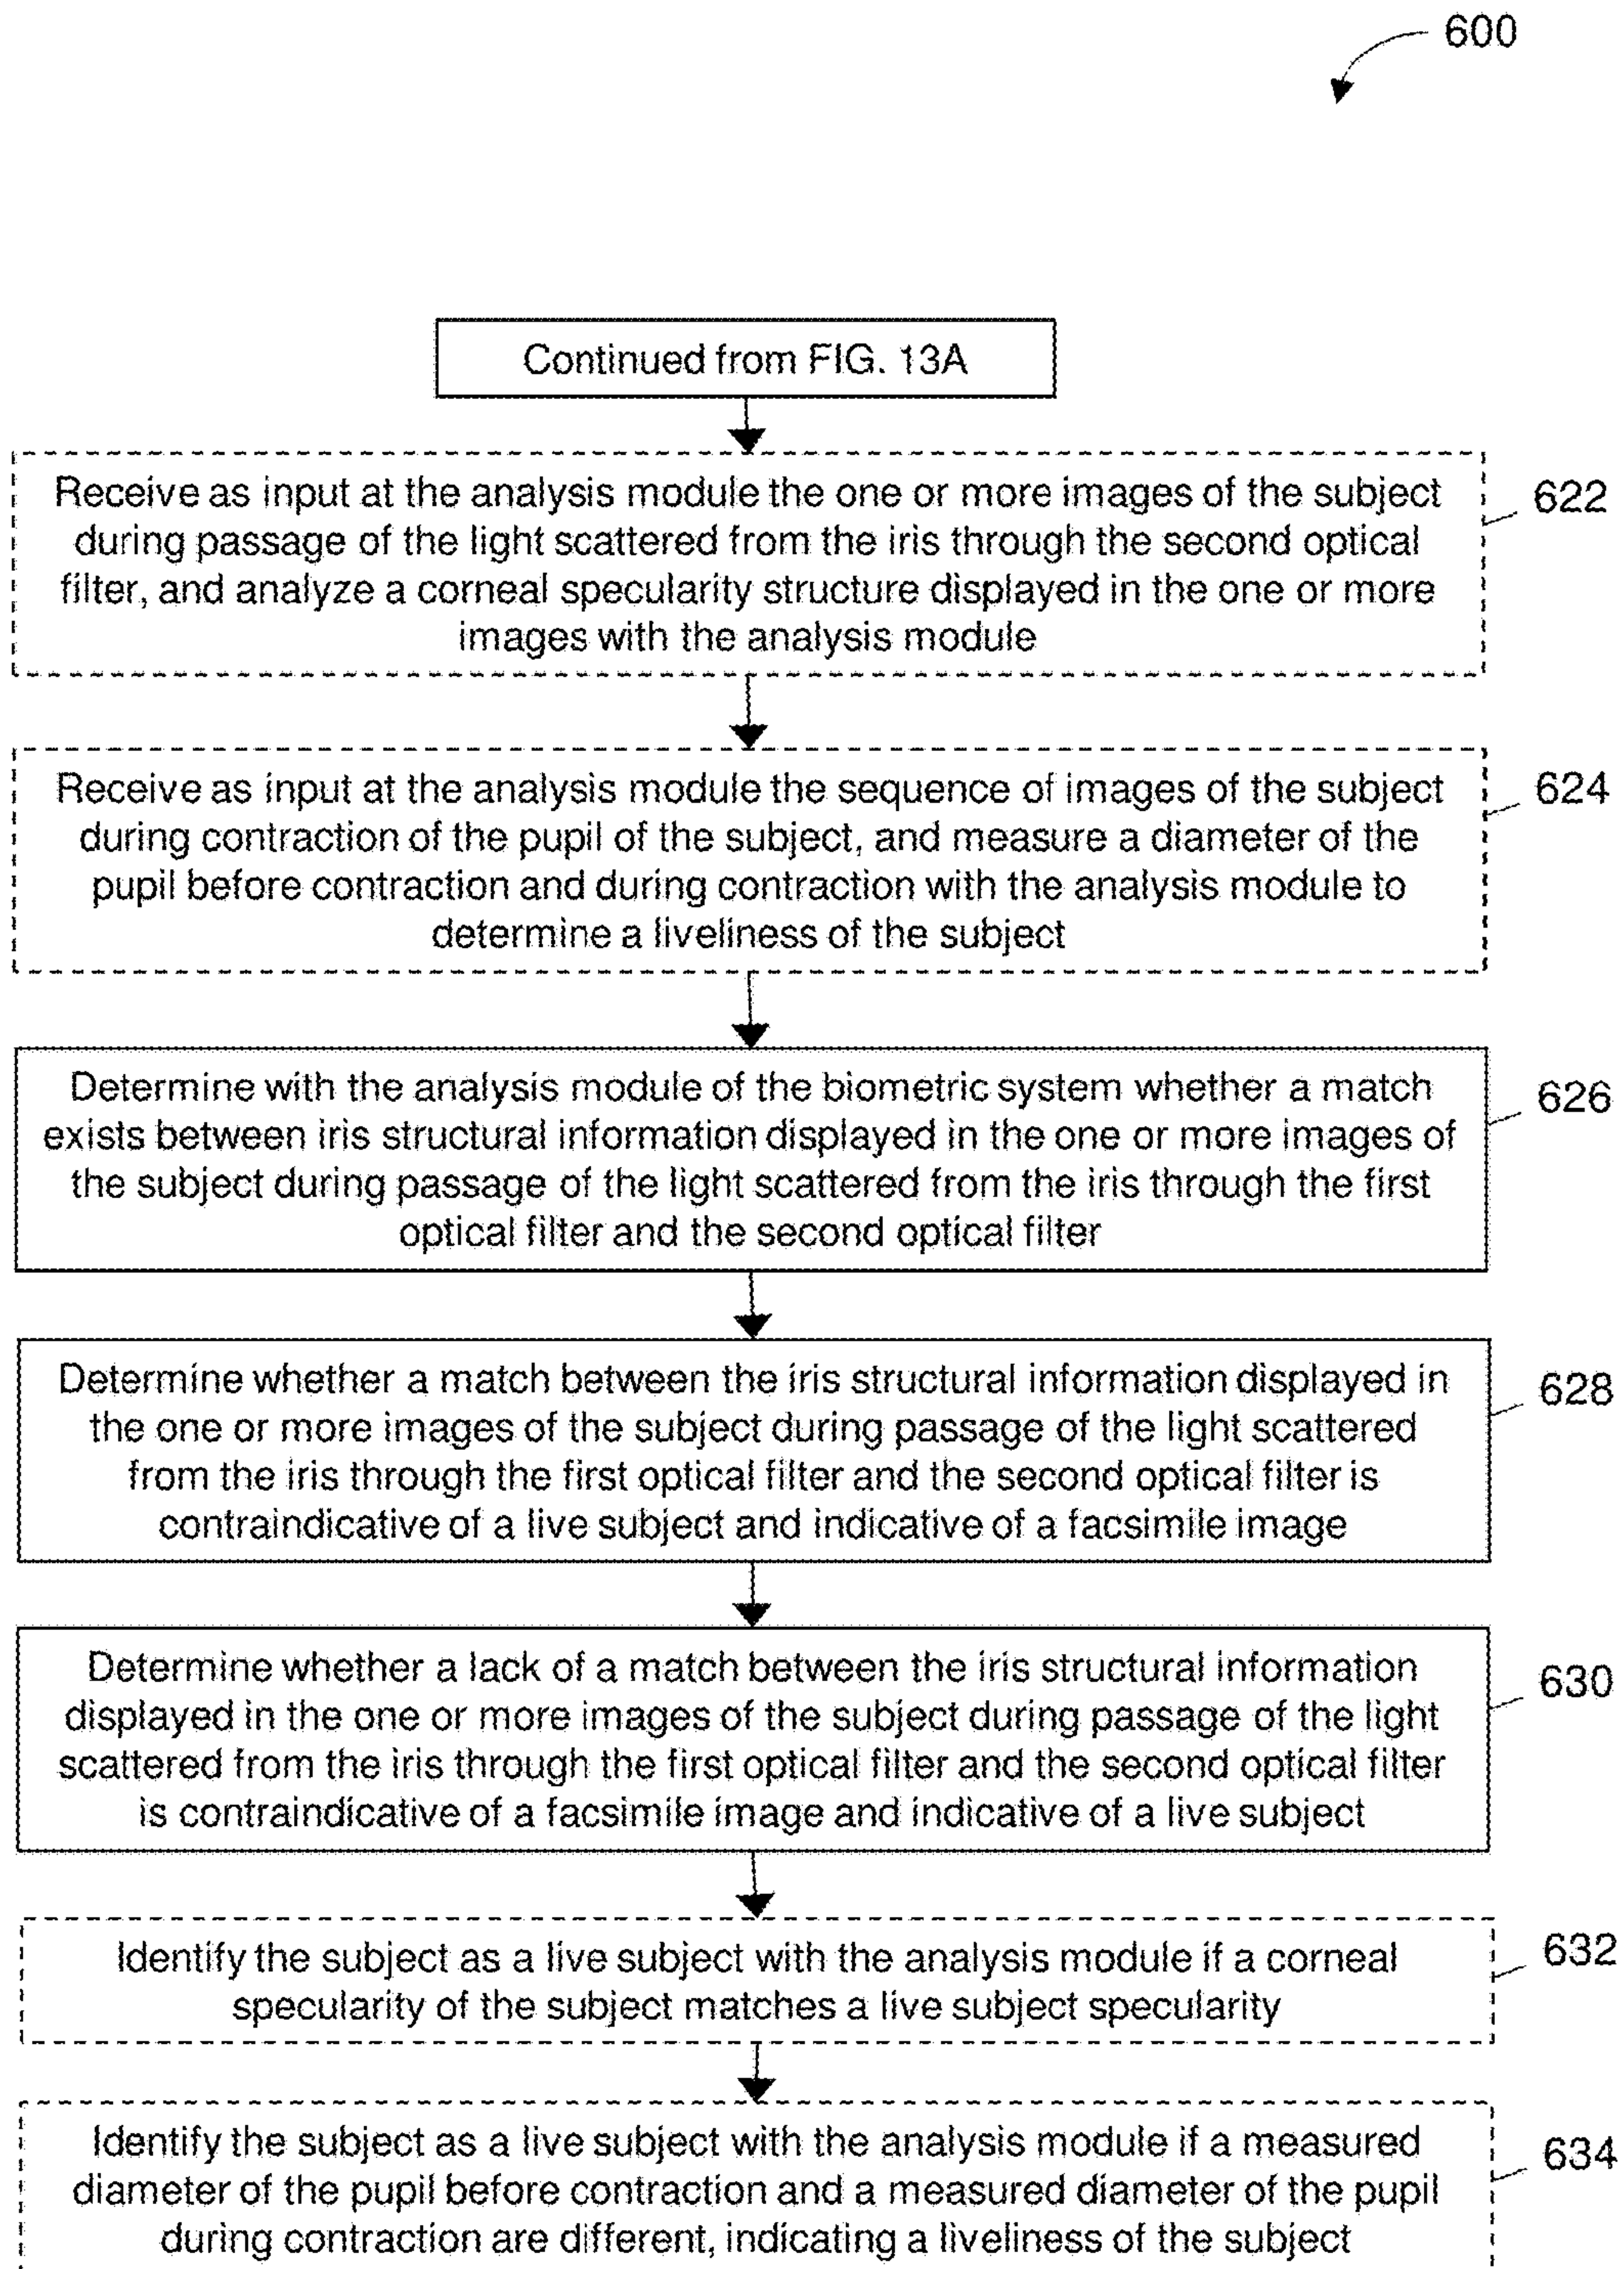 600
Continued from FIG. 13A
Receive as input at the analysis module the one or more images of the subject
during passage of the light scattered from the iris through the second optical
filter, and analyze a corneal specularity structure displayed in the one or more
images with the analysis module
622
Receive as input at the analysis module the sequence of images of the subject
during contraction of the pupil of the subject, and measure a diameter of the
pupil before contraction and during contraction with the analysis module to
determine a liveliness of the subject
624
Determine with the analysis module of the biometric system whether a match
exists between iris structural information displayed in the one or more images of
the subject during passage of the light scattered from the iris through the first
optical filter and the second optical filter
626
Determine whether a match between the iris structural information displayed in
the one or more images of the subject during passage of the light scattered
from the iris through the first optical filter and the second optical filter is
contraindicative of a live subject and indicative of a facsimile image
628
Determine whether a lack of a match between the iris structural information
displayed in the one or more images of the subject during passage of the light
scattered from the iris through the first optical filter and the second optical filter
is contraindicative of a facsimile image and indicative of a live subject
630
Identify the subject as a live subject with the analysis module if a corneal
specularity of the subject matches a live subject specularity
632
Identify the subject as a live subject with the analysis module if a measured
diameter of the pupil before contraction and a measured diameter of the pupil
during contraction are different, indicating a liveliness of the subject
634